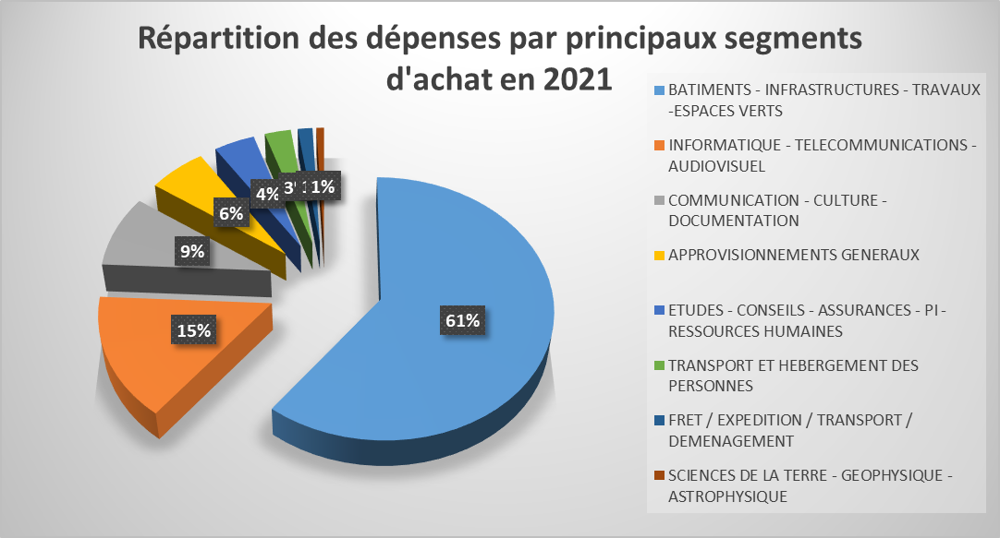 Répartition des dépenses par principaux segments
d'achat en 2021
BATIMENTS - INFRASTRUCTURES - TRAVAUX
-ESPACES VERTS
INFORMATIQUE - TELECOMMUNICATIONS -
AUDIOVISUEL
COMMUNICATION - CULTURE -
DOCUMENTATION
APPROVISIONNEMENTS GENERAUX
ETUDES - CONSEILS - ASSURANCES - PI -
RESSOURCES HUMAINES
TRANSPORT ET HEBERGEMENT DES
PERSONNES
FRET / EXPEDITION / TRANSPORT /
DEMENAGEMENT
SCIENCES DE LA TERRE - GEOPHYSIQUE -
ASTROPHYSIQUE
61%
15%
9%
6%
4%
1%